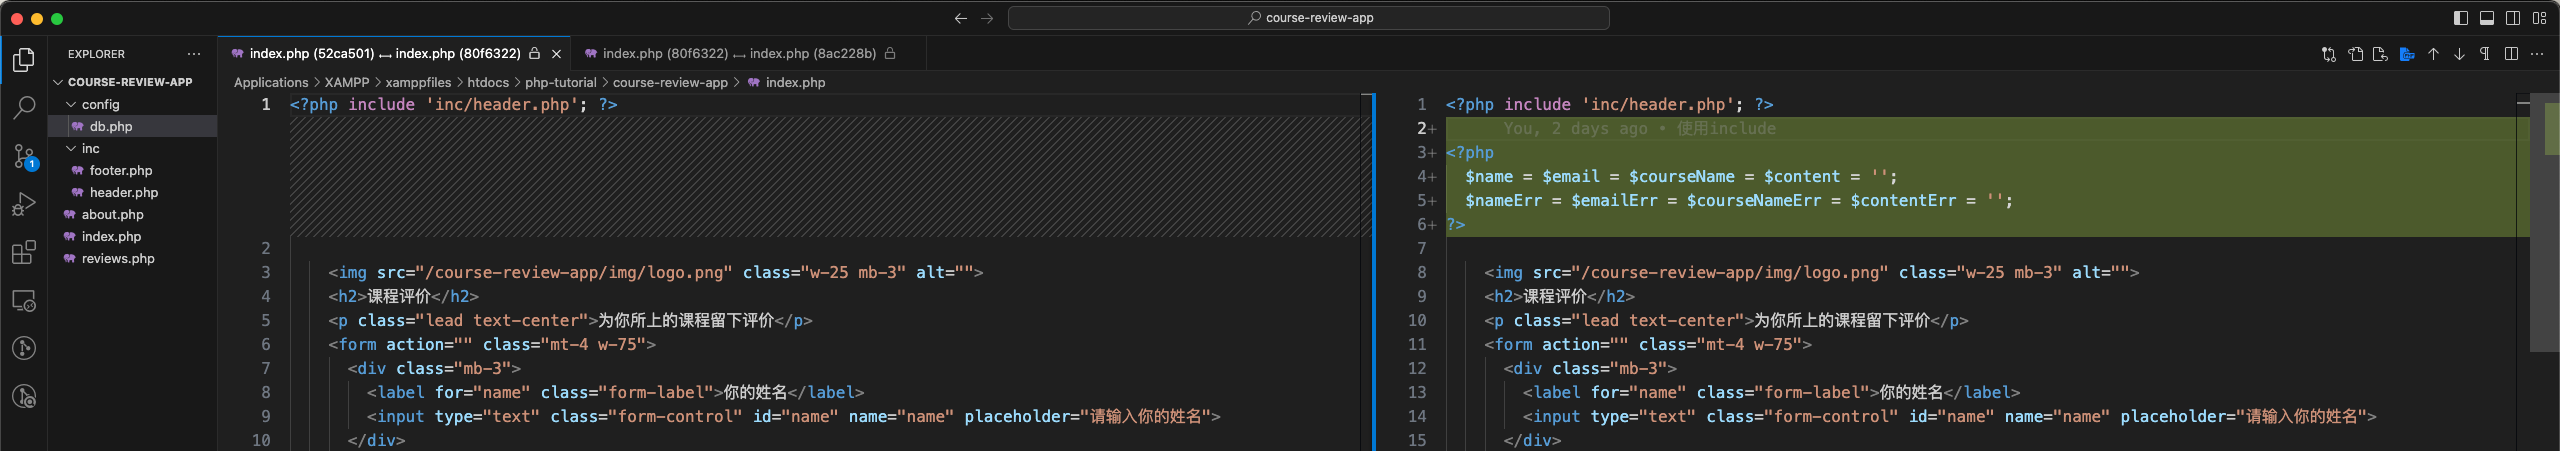 course-review-app
EXPLORER
COURSE-REVIEW-APP
config
db.php
inc
footer.php
header.php
about.php
index.php
reviews.php
1
index.php (52ca501) ↔ index.php (80f6322)
index.php (80f6322) ↔ index.php (8ac228b)
Applications > XAMPP > xamppfiles > htdocs > php-tutorial > course-review-app > index.php
1 <?php include 'inc/header.php'; ?>
2
3 <img src="/course-review-app/img/logo.png" class="w-25 mb-3" alt="">
4 <h2>课程评价</h2>
5 <p class="lead text-center">为你所上的课程留下评价</p>
6 <form action="" class="mt-4 w-75">
7 <div class="mb-3">
8 <label for="name" class="form-label">你的姓名</label>
9 <input type="text" class="form-control" id="name" name="name" placeholder="请输入你的姓名">
10 </div>
1 <?php include 'inc/header.php'; ?>
2+ You, 2 days ago • 使用include
3+ <?php
4+ $name = $email = $courseName = $content = '';
5+ $nameErr = $emailErr = $courseNameErr = $contentErr = '';
6+ ?>
7
8 <img src="/course-review-app/img/logo.png" class="w-25 mb-3" alt="">
9 <h2>课程评价</h2>
10 <p class="lead text-center">为你所上的课程留下评价</p>
11 <form action="" class="mt-4 w-75">
12 <div class="mb-3">
13 <label for="name" class="form-label">你的姓名</label>
14 <input type="text" class="form-control" id="name" name="name" placeholder="请输入你的姓名">
15 </div>